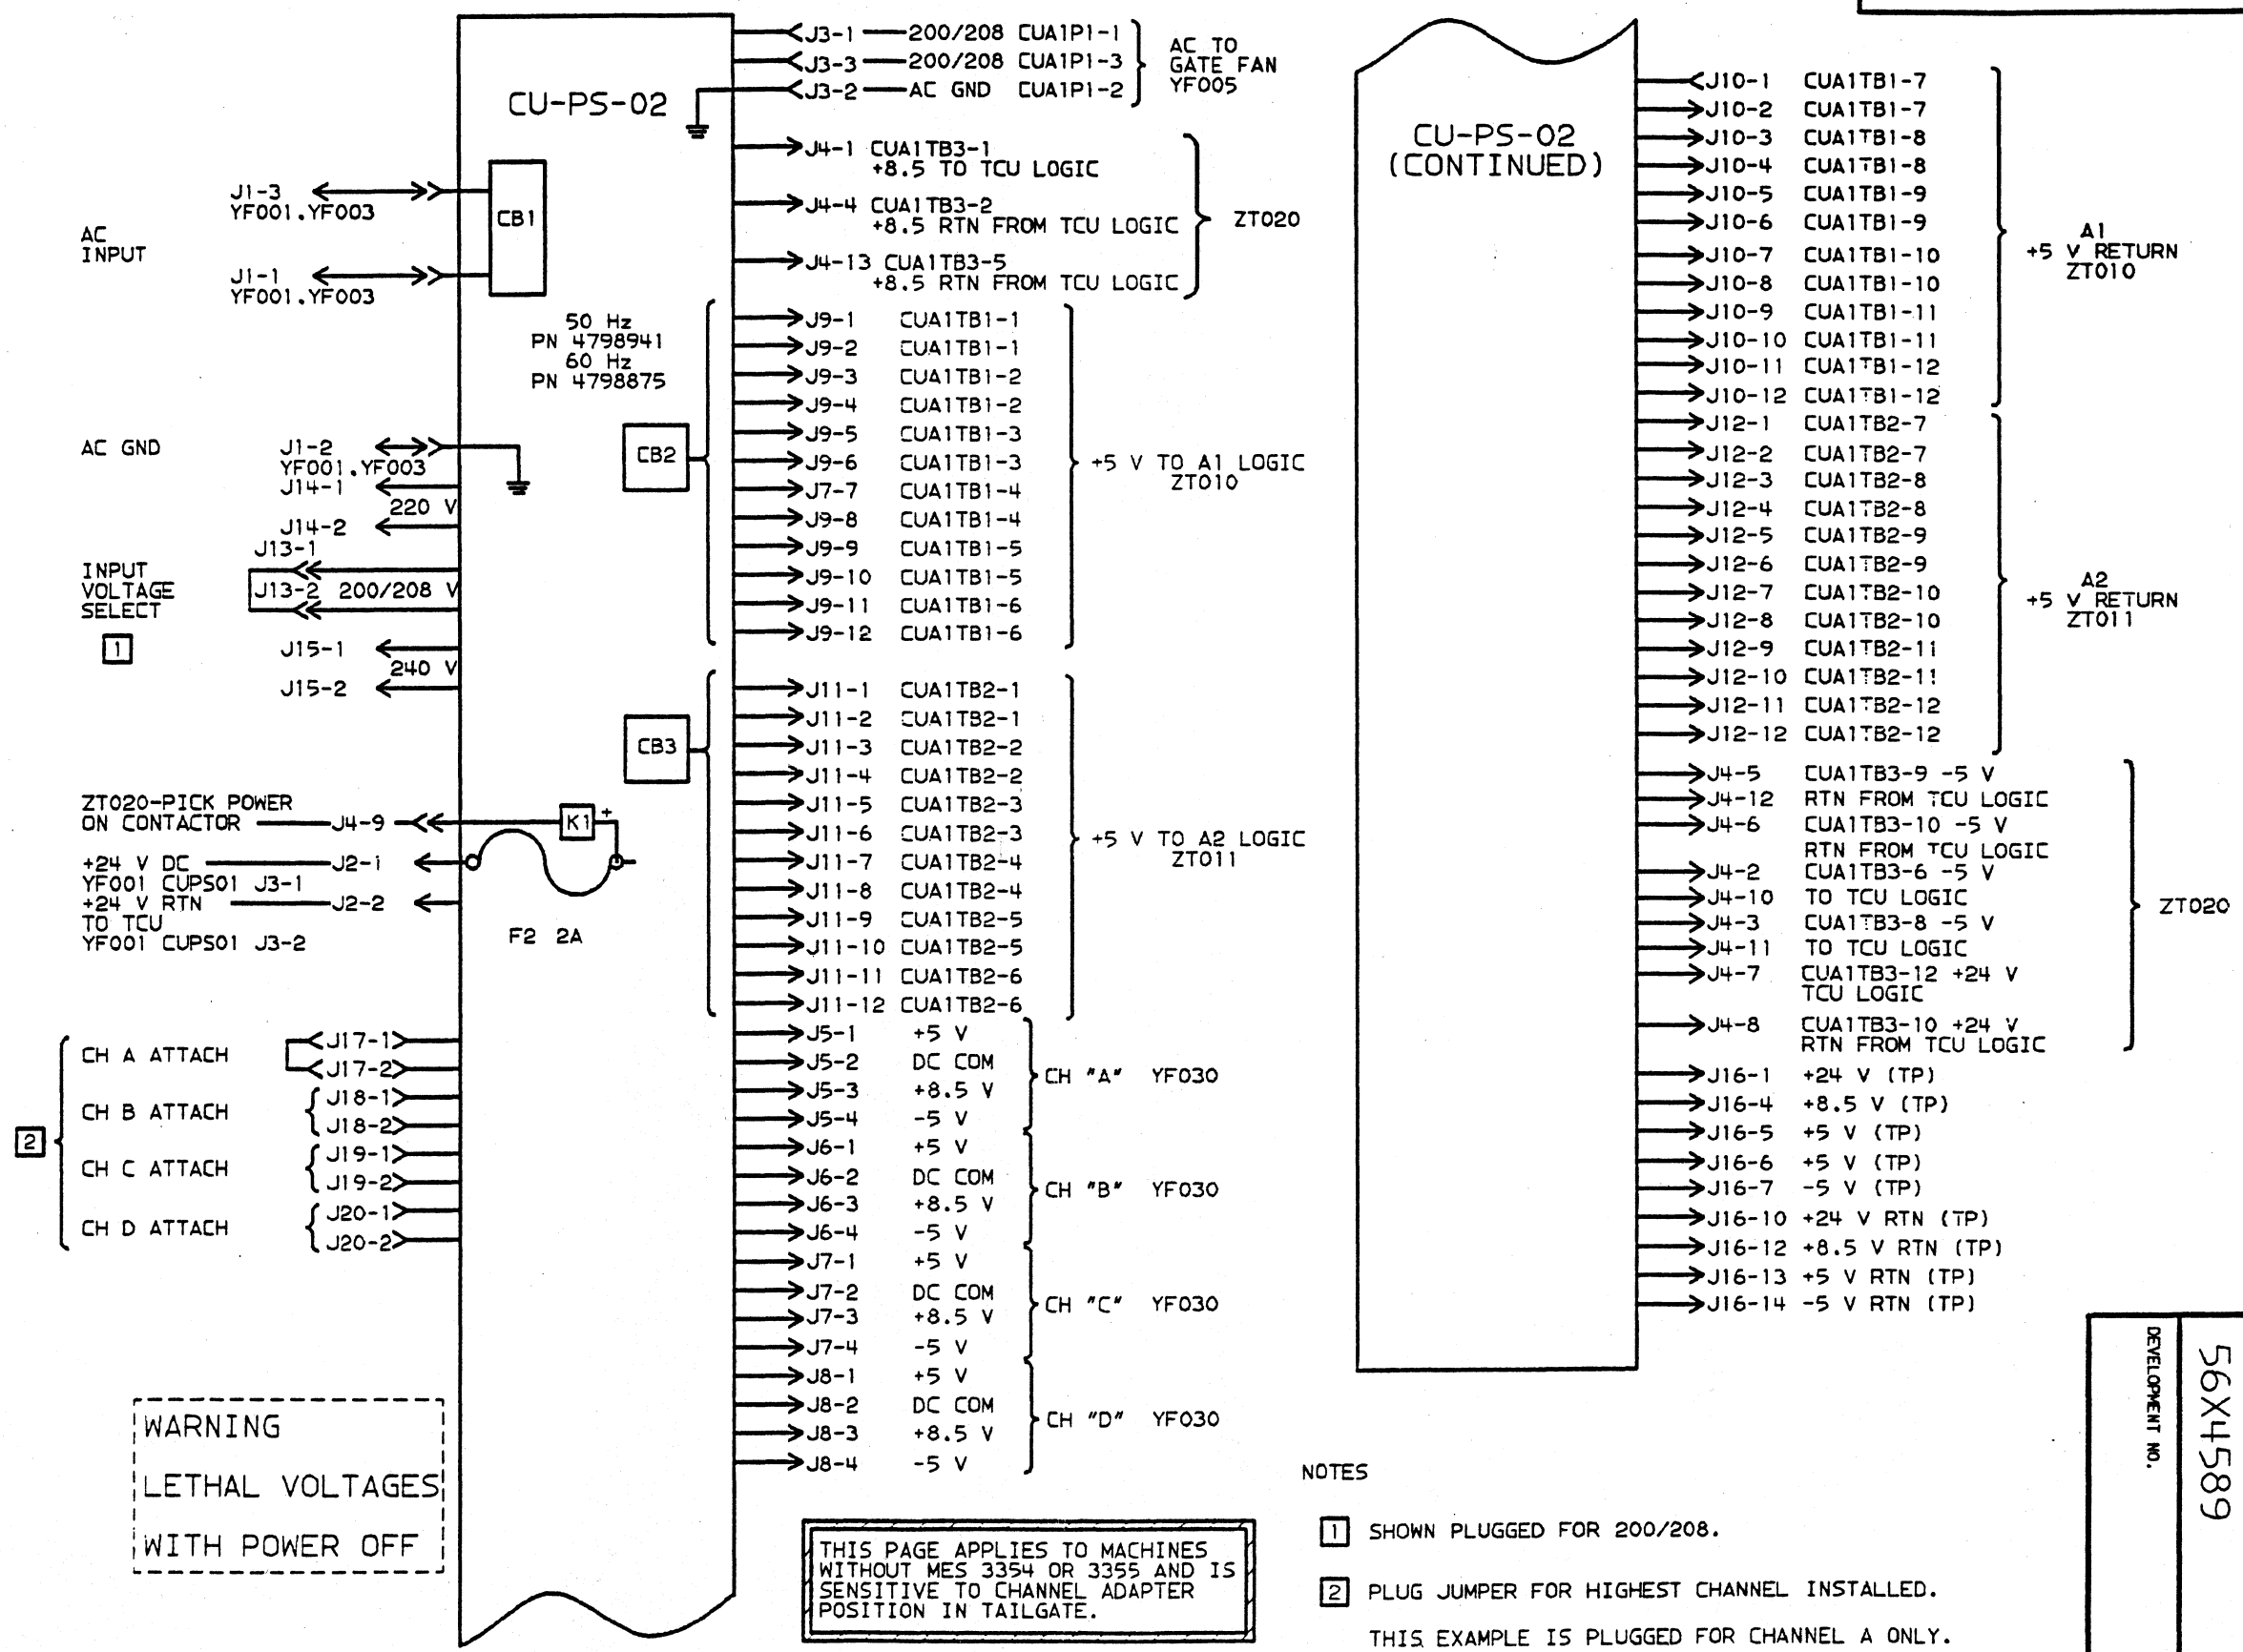 CU-PS-02
J3-1 200/208 CUA1P1-1
J3-3 200/208 CUA1P1-3
J3-2 AC GND CUA1P1-2
AC TO
GATE FAN
YF005
J4-1 CUA1TB3-1
+8.5 TO TCU LOGIC
J4-4 CUA1TB3-2
+8.5 RTN FROM TCU LOGIC
J4-13 CUA1TB3-5
+8.5 RTN FROM TCU LOGIC
ZT020
AC
INPUT
J1-3
YF001.YF003
J1-1
YF001.YF003
CB1
50 Hz
PN 4798941
60 Hz
PN 4798875
AC GND
J1-2
YF001.YF003
J14-1
220 V
J14-2
J13-1
INPUT
VOLTAGE
SELECT
1
J13-2 200/208 V
J15-1
240 V
J15-2
CB2
J9-1 CUA1TB1-1
J9-2 CUA1TB1-1
J9-3 CUA1TB1-2
J9-4 CUA1TB1-2
J9-5 CUA1TB1-3
J9-6 CUA1TB1-3
J7-7 CUA1TB1-4
J9-8 CUA1TB1-4
J9-9 CUA1TB1-5
J9-10 CUA1TB1-5
J9-11 CUA1TB1-6
J9-12 CUA1TB1-6
+5 V TO A1 LOGIC
ZT010
CB3
J11-1 CUA1TB2-1
J11-2 CUA1TB2-1
J11-3 CUA1TB2-2
J11-4 CUA1TB2-2
J11-5 CUA1TB2-3
J11-6 CUA1TB2-3
J11-7 CUA1TB2-4
J11-8 CUA1TB2-4
J11-9 CUA1TB2-5
J11-10 CUA1TB2-5
J11-11 CUA1TB2-6
J11-12 CUA1TB2-6
+5 V TO A2 LOGIC
ZT011
ZT020-PICK POWER
ON CONTACTOR J4-9
K1 +
+24 V DC J2-1
YF001 CUPS01 J3-1
+24 V RTN J2-2
TO TCU
YF001 CUPS01 J3-2
F2 2A
2
CH A ATTACH
J17-1
J17-2
CH B ATTACH
J18-1
J18-2
CH C ATTACH
J19-1
J19-2
CH D ATTACH
J20-1
J20-2
J5-1 +5 V
J5-2 DC COM
J5-3 +8.5 V
J5-4 -5 V
CH "A" YF030
J6-1 +5 V
J6-2 DC COM
J6-3 +8.5 V
J6-4 -5 V
CH "B" YF030
J7-1 +5 V
J7-2 DC COM
J7-3 +8.5 V
J7-4 -5 V
CH "C" YF030
J8-1 +5 V
J8-2 DC COM
J8-3 +8.5 V
J8-4 -5 V
CH "D" YF030
WARNING
LETHAL VOLTAGES
WITH POWER OFF
THIS PAGE APPLIES TO MACHINES
WITHOUT MES 3354 OR 3355 AND IS
SENSITIVE TO CHANNEL ADAPTER
POSITION IN TAILGATE.
CU-PS-02
(CONTINUED)
J10-1 CUA1TB1-7
J10-2 CUA1TB1-7
J10-3 CUA1TB1-8
J10-4 CUA1TB1-8
J10-5 CUA1TB1-9
J10-6 CUA1TB1-9
J10-7 CUA1TB1-10
J10-8 CUA1TB1-10
J10-9 CUA1TB1-11
J10-10 CUA1TB1-11
J10-11 CUA1TB1-12
J10-12 CUA1TB1-12
A1
+5 V RETURN
ZT010
J12-1 CUA1TB2-7
J12-2 CUA1TB2-7
J12-3 CUA1TB2-8
J12-4 CUA1TB2-8
J12-5 CUA1TB2-9
J12-6 CUA1TB2-9
J12-7 CUA1TB2-10
J12-8 CUA1TB2-10
J12-9 CUA1TB2-11
J12-10 CUA1TB2-11
J12-11 CUA1TB2-12
J12-12 CUA1TB2-12
A2
+5 V RETURN
ZT011
J4-5 CUA1TB3-9 -5 V
J4-12 RTN FROM TCU LOGIC
J4-6 CUA1TB3-10 -5 V
RTN FROM TCU LOGIC
J4-2 CUA1TB3-6 -5 V
J4-10 TO TCU LOGIC
J4-3 CUA1TB3-8 -5 V
J4-11 TO TCU LOGIC
J4-7 CUA1TB3-12 +24 V
TCU LOGIC
J4-8 CUA1TB3-10 +24 V
RTN FROM TCU LOGIC
ZT020
J16-1 +24 V (TP)
J16-4 +8.5 V (TP)
J16-5 +5 V (TP)
J16-6 +5 V (TP)
J16-7 -5 V (TP)
J16-10 +24 V RTN (TP)
J16-12 +8.5 V RTN (TP)
J16-13 +5 V RTN (TP)
J16-14 -5 V RTN (TP)
NOTES
1 SHOWN PLUGGED FOR 200/208.
2 PLUG JUMPER FOR HIGHEST CHANNEL INSTALLED.
THIS EXAMPLE IS PLUGGED FOR CHANNEL A ONLY.
DEVELOPMENT NO.
56X4589